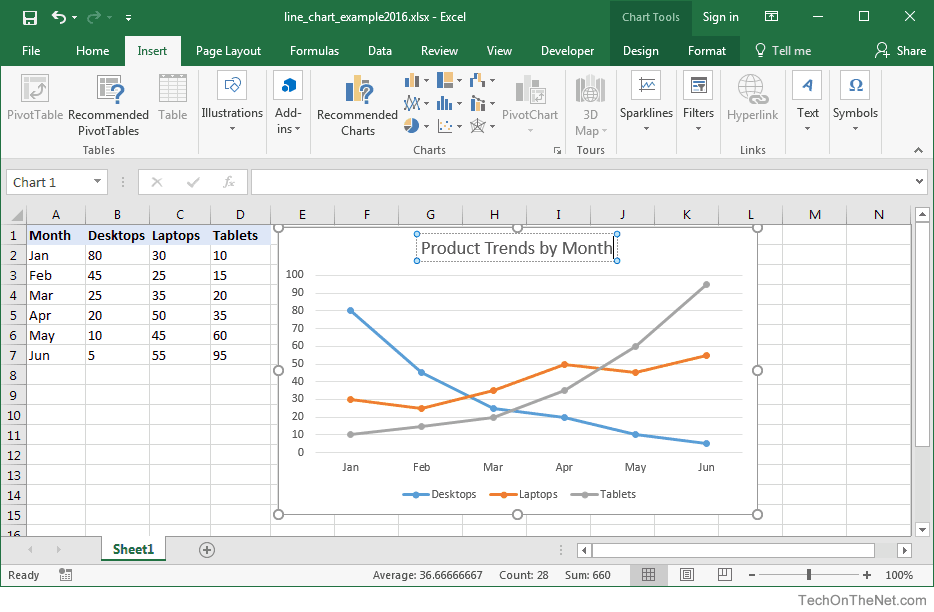 line_chart_example2016.xlsx - Excel
Chart Tools
Sign in
File Home Insert Page Layout Formulas Data Review View Developer Design Format Tell me Share
PivotTable
Recommended
PivotTables
Table
Illustrations
Add-
ins
Recommended
Charts
PivotChart
3D
Map
Sparklines
Filters
Hyperlink
A
Text
Ω
Symbols
Tables Charts Tours Links
Chart 1 fx
A B C D E F G H I J K L M N
1 Month Desktops Laptops Tablets
2 Jan 80 30 10
3 Feb 45 25 15
4 Mar 25 35 20
5 Apr 20 50 35
6 May 10 45 60
7 Jun 5 55 95
8
9
10
11
12
13
14
15
16
Product Trends by Month
100
90
80
70
60
50
40
30
20
10
0
Jan Feb Mar Apr May Jun
Desktops Laptops Tablets
Sheet1
Ready Average: 36.66666667 Count: 28 Sum: 660 100%
TechOnTheNet.com